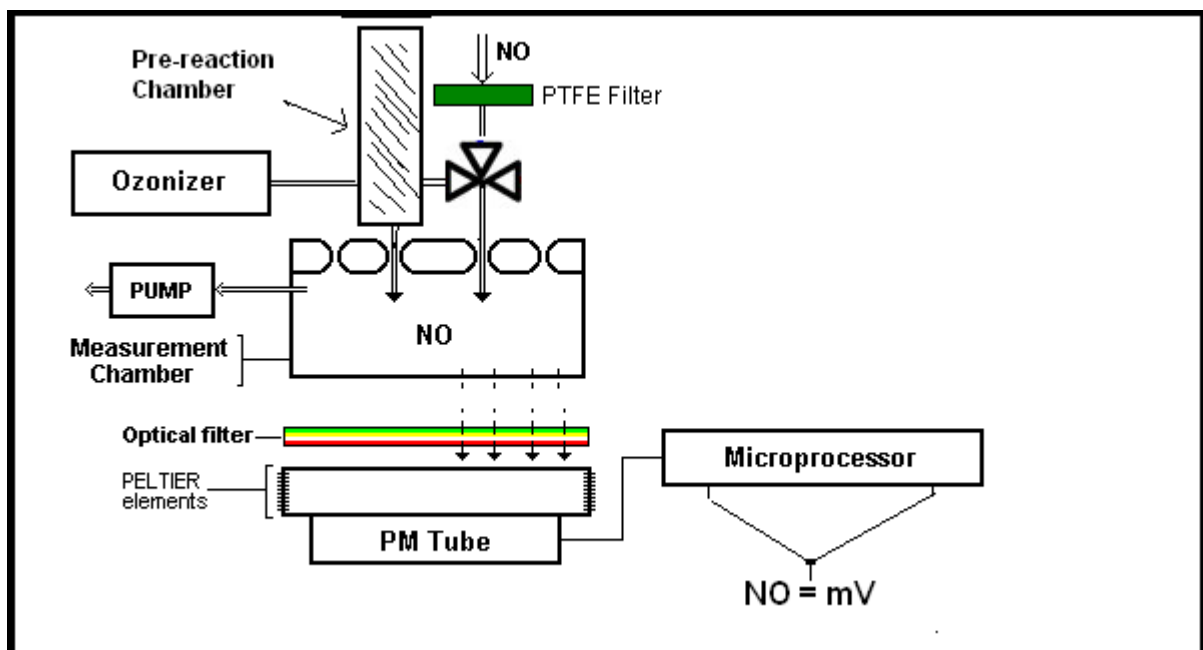 Pre-reaction
Chamber
NO
PTFE Filter
Ozonizer
PUMP
NO
Measurement
Chamber
Optical filter
PELTIER
elements
Microprocessor
PM Tube
NO = mV